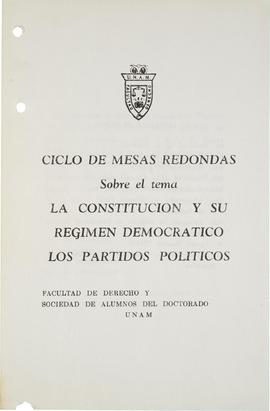 U.N.A.M.
CICLO DE MESAS REDONDAS
Sobre el tema
LA CONSTITUCION Y SU
REGIMEN DEMOCRATICO
LOS PARTIDOS POLITICOS
FACULTAD DE DERECHO Y
SOCIEDAD DE ALUMNOS DEL DOCTORADO
UNAM